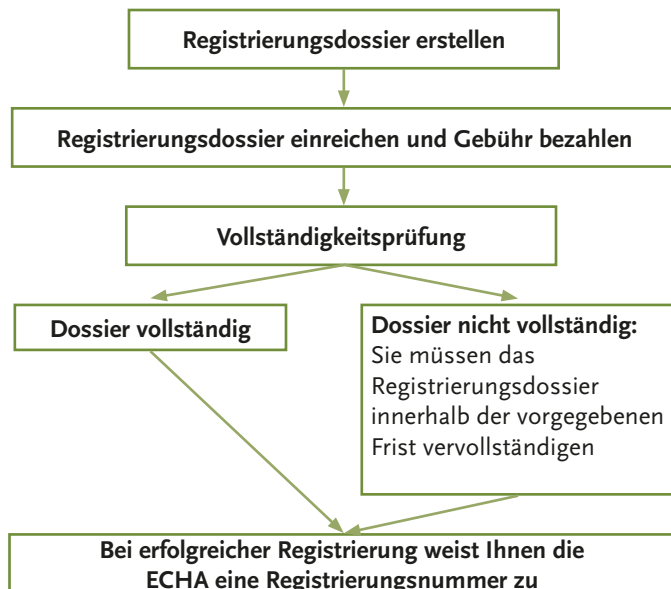 Registrierungsdossier erstellen
Registrierungsdossier einreichen und Gebühr bezahlen
Vollständigkeitsprüfung
Dossier vollständig
Dossier nicht vollständig:
Sie müssen das
Registrierungsdossier
innerhalb der vorgegebenen
Frist vervollständigen
Bei erfolgreicher Registrierung weist Ihnen die
ECHA eine Registrierungsnummer zu